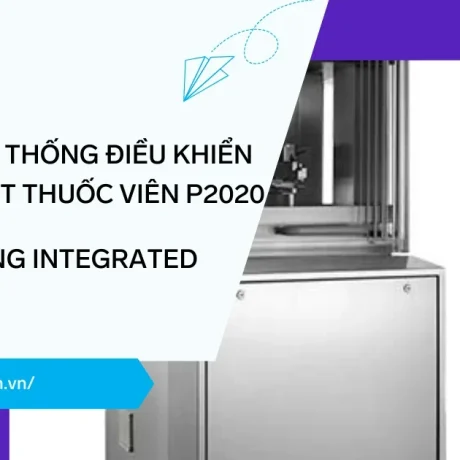 THỐNG ĐIỀU KHIỂN
T THUỐC VIÊN P2020
NG INTEGRATED
.vn/